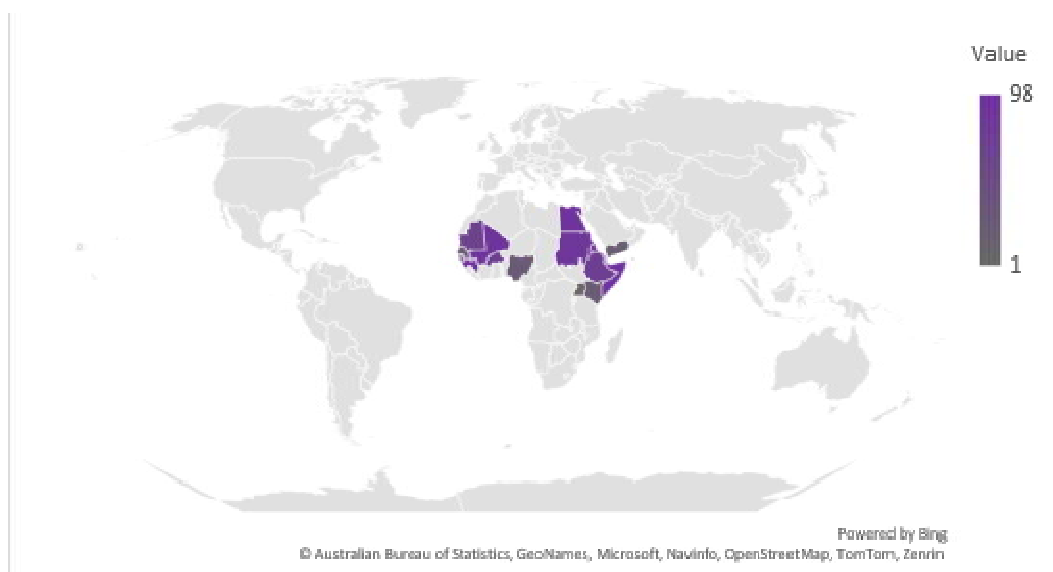 Value
98
1
Powered by Bing
© Australian Bureau of Statistics, GeoNames, Microsoft, Navinfo, OpenStreetMap, TomTom, Zenrin